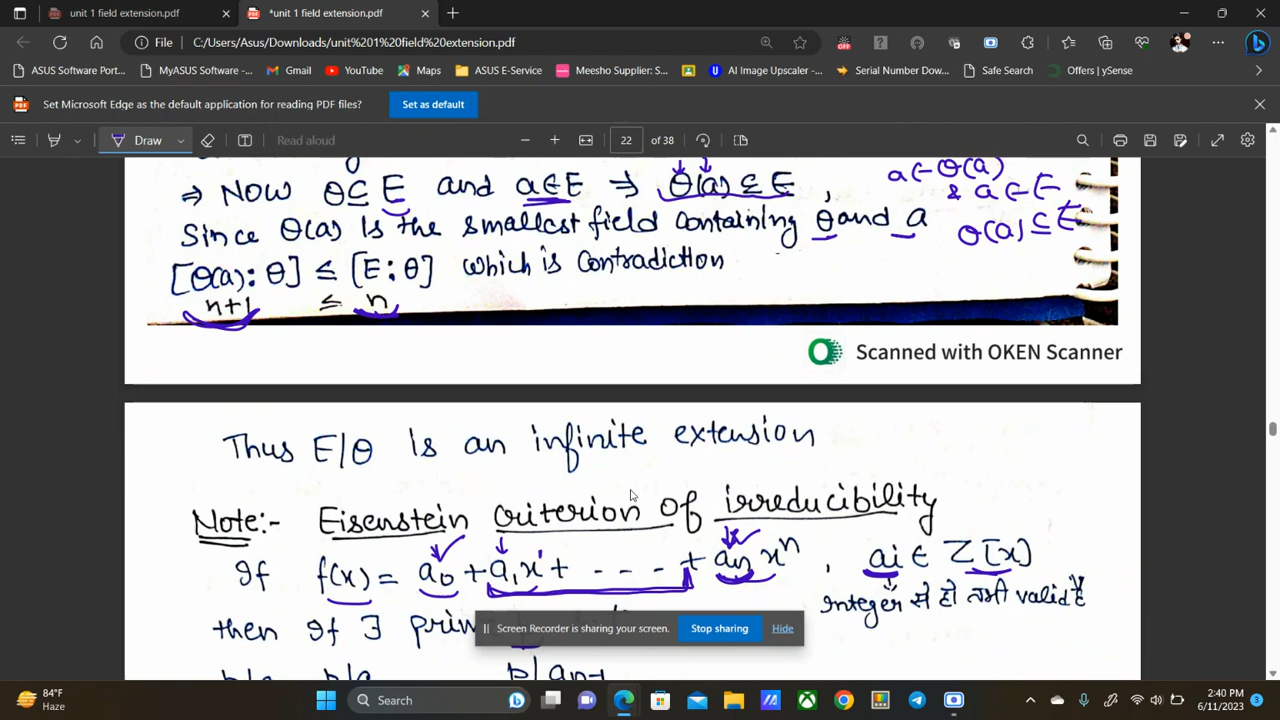 unit 1 field extension.pdf
*unit 1 field extension.pdf
File C:/Users/Asus/Downloads/unit%201%20field%20extension.pdf
ASUS Software Port...
MyASUS Software -...
Gmail
YouTube
Maps
ASUS E-Service
Meesho Supplier: S...
AI Image Upscaler -...
Serial Number Dow...
Safe Search
Offers | ySense
Set Microsoft Edge as the default application for reading PDF files? Set as default
Draw
Read aloud
22 of 38
⇒ NOW θ⊆E and a∈E ⇒ θ(a)⊆E,
a∈θ(a)
& a∈E
θ(a)⊆E
Since θ(a) is the smallest field containing θ and a
[θ(a):θ] ≤ [E:θ] which is contradiction
n+1 ≤ n
Scanned with OKEN Scanner
Thus E|θ is an infinite extension
Note:- Eisenstein criterion of irreducibility
If f(x) = a0 + a1x1 + - - - - + an xn , ai ∈ Z[x]
Integer से हो तभी valid है
then If ∃
Screen Recorder is sharing your screen. Stop sharing Hide
p|an-1
84°F
Haze
Search
2:40 PM
6/11/2023
3